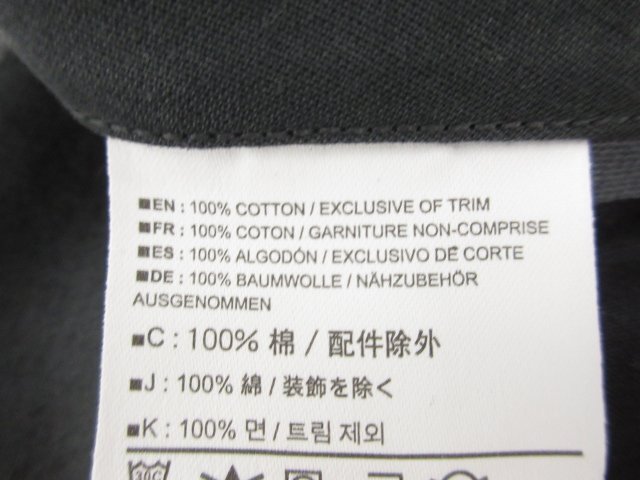 ■EN : 100% COTTON / EXCLUSIVE OF TRIM
■FR : 100% COTON / GARNITURE NON-COMPRISE
■ES : 100% ALGODÓN / EXCLUSIVO DE CORTE
■DE : 100% BAUMWOLLE / NÄHZUBEHÖR
AUSGENOMMEN
■C : 100% 棉 / 配件除外
■J : 100% 綿 / 装飾を除く
■K : 100% 면 / 트림 제외
30C